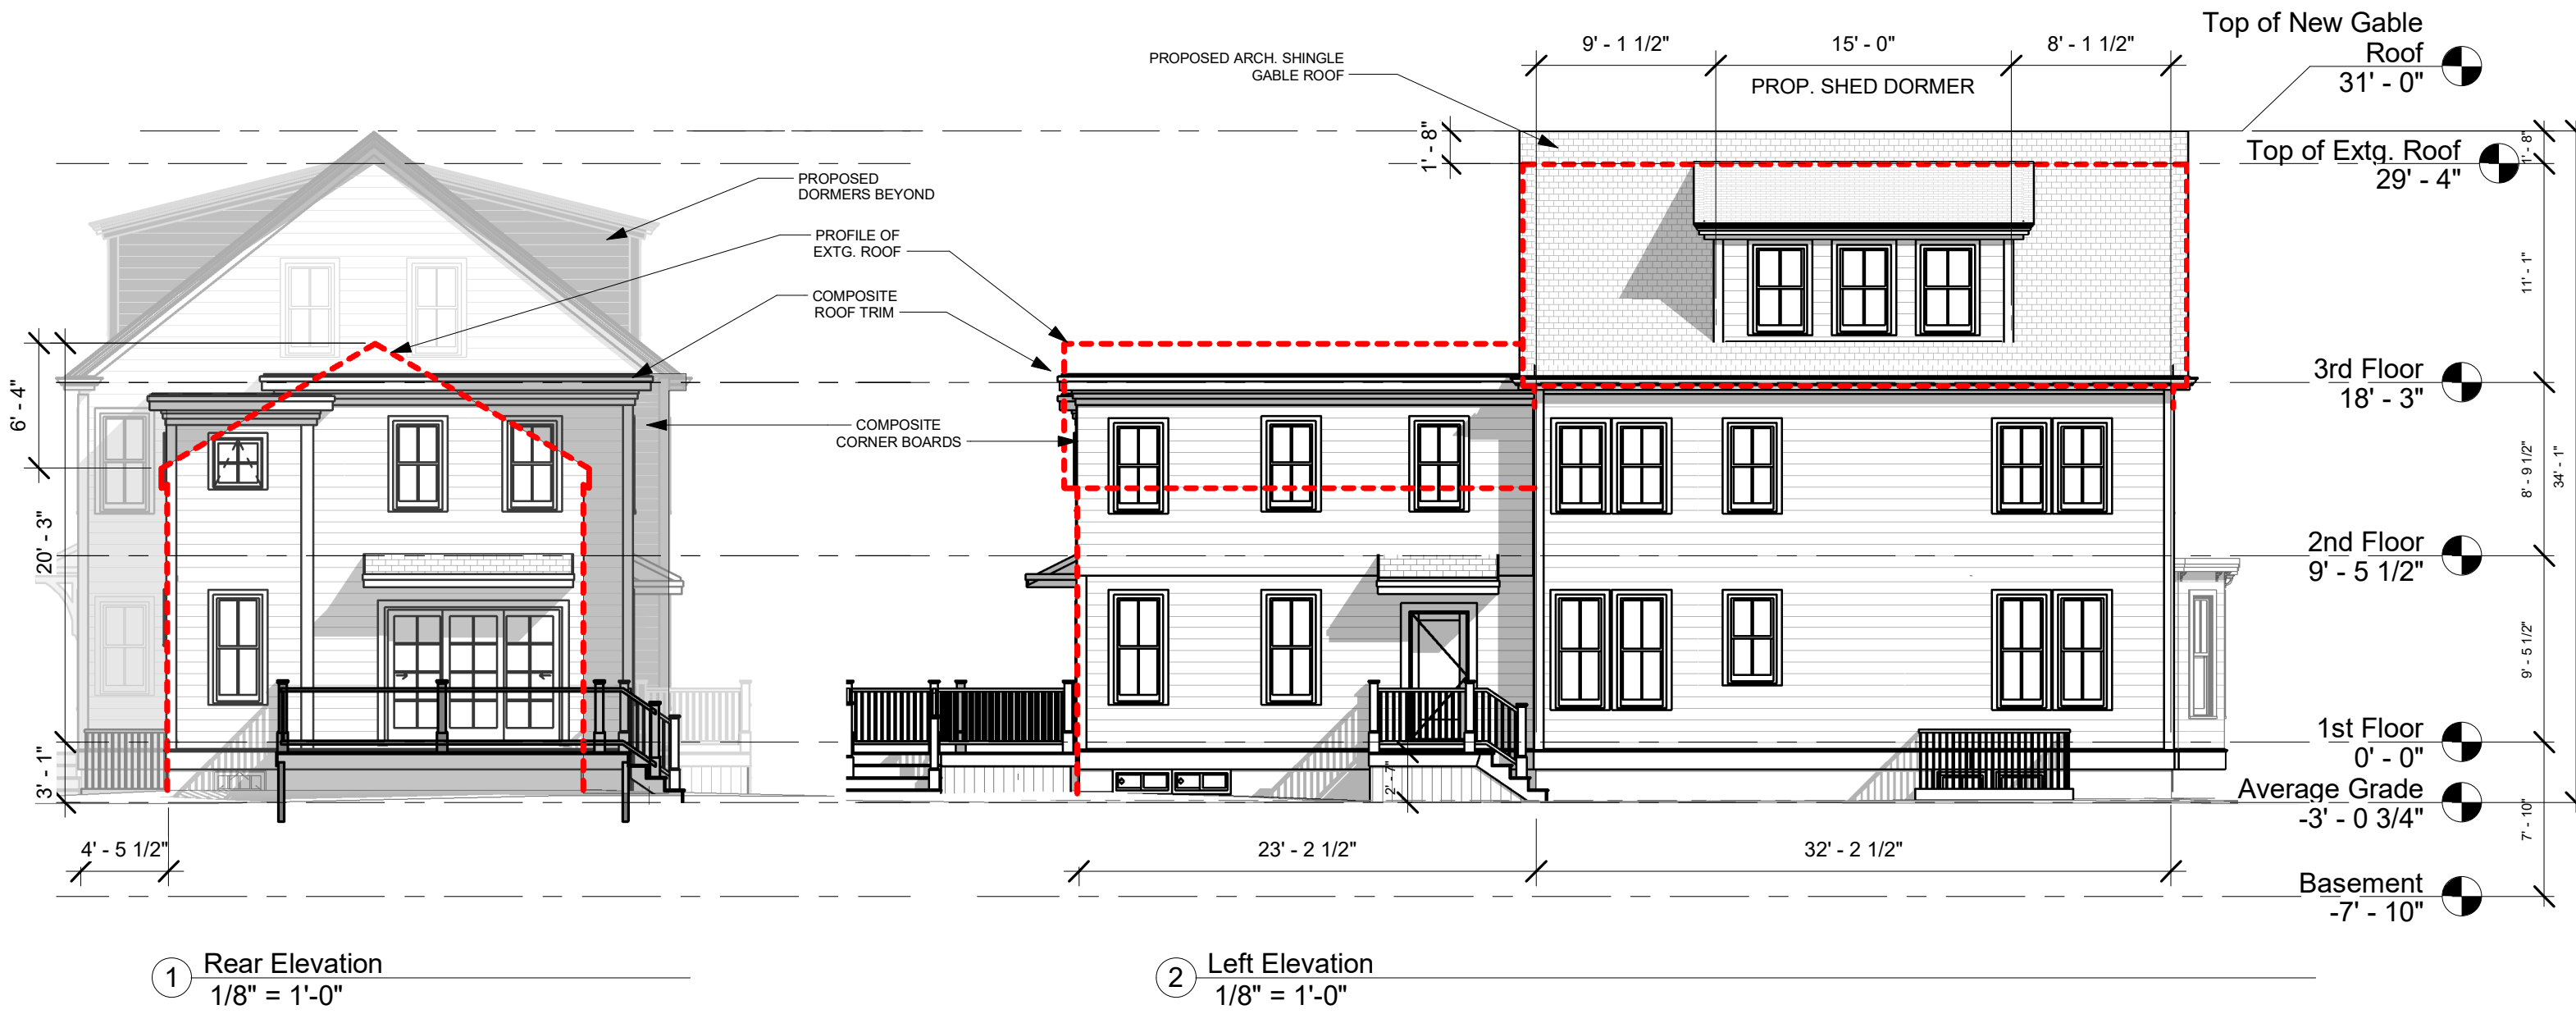 9' - 1 1/2"
15' - 0"
8' - 1 1/2"
PROP. SHED DORMER
PROPOSED ARCH. SHINGLE
GABLE ROOF
Top of New Gable
Roof
31' - 0"
1' - 8"
1' - 8"
Top of Extg. Roof
29' - 4"
PROPOSED
DORMERS BEYOND
PROFILE OF
EXTG. ROOF
COMPOSITE
ROOF TRIM
COMPOSITE
CORNER BOARDS
11' - 1"
3rd Floor
18' - 3"
6' - 4"
8' - 9 1/2"
34' - 1"
20' - 3"
2nd Floor
9' - 5 1/2"
9' - 5 1/2"
1st Floor
0' - 0"
3' - 1"
2' - 7"
Average Grade
-3' - 0 3/4"
7' - 10"
4' - 5 1/2"
23' - 2 1/2"
32' - 2 1/2"
Basement
-7' - 10"
1
Rear Elevation
1/8" = 1'-0"
2
Left Elevation
1/8" = 1'-0"